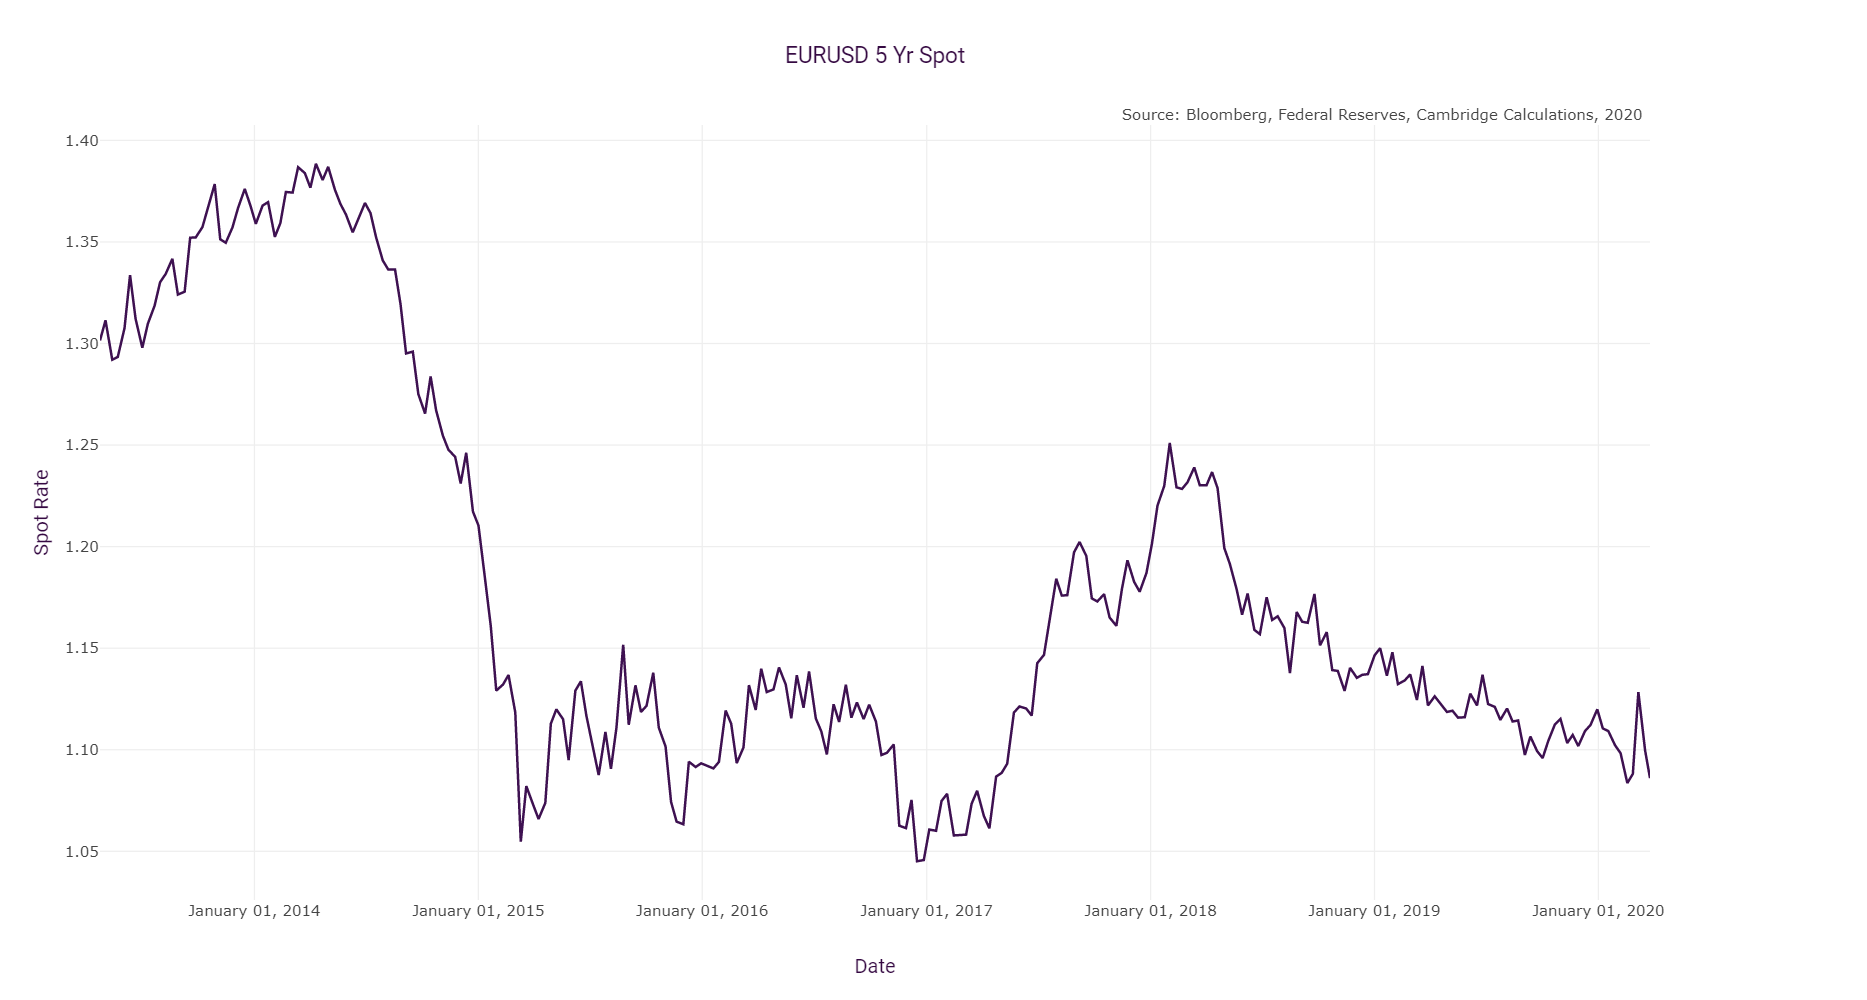 EURUSD 5 Yr Spot
Source: Bloomberg, Federal Reserves, Cambridge Calculations, 2020
1.40
1.35
1.30
1.25
1.20
1.15
1.10
1.05
Spot Rate
January 01, 2014
January 01, 2015
January 01, 2016
January 01, 2017
January 01, 2018
January 01, 2019
January 01, 2020
Date